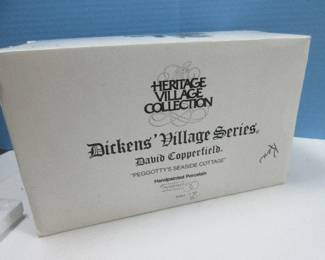 HERITAGE
VILLAGE
COLLECTION
Dickens' Village Series®
David Copperfield.
"PEGGOTTY'S SEASIDE COTTAGE"
Handpainted Porcelain